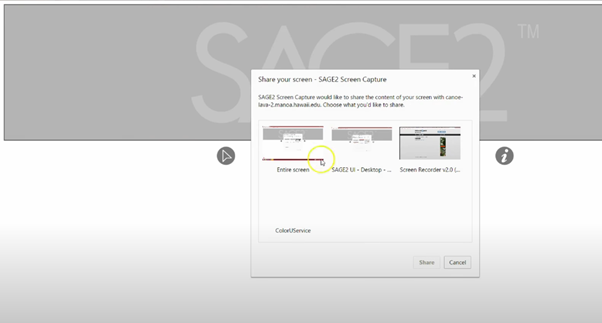 SAGE2™
Share your screen - SAGE2 Screen Capture
SAGE2 Screen Capture would like to share the content of your screen with canoe-
lava-2.manoa.hawaii.edu. Choose what you'd like to share.
Entire screen
SAGE2 UI - Desktop - ...
Screen Recorder v2.0 (...
ColorUService
Share
Cancel